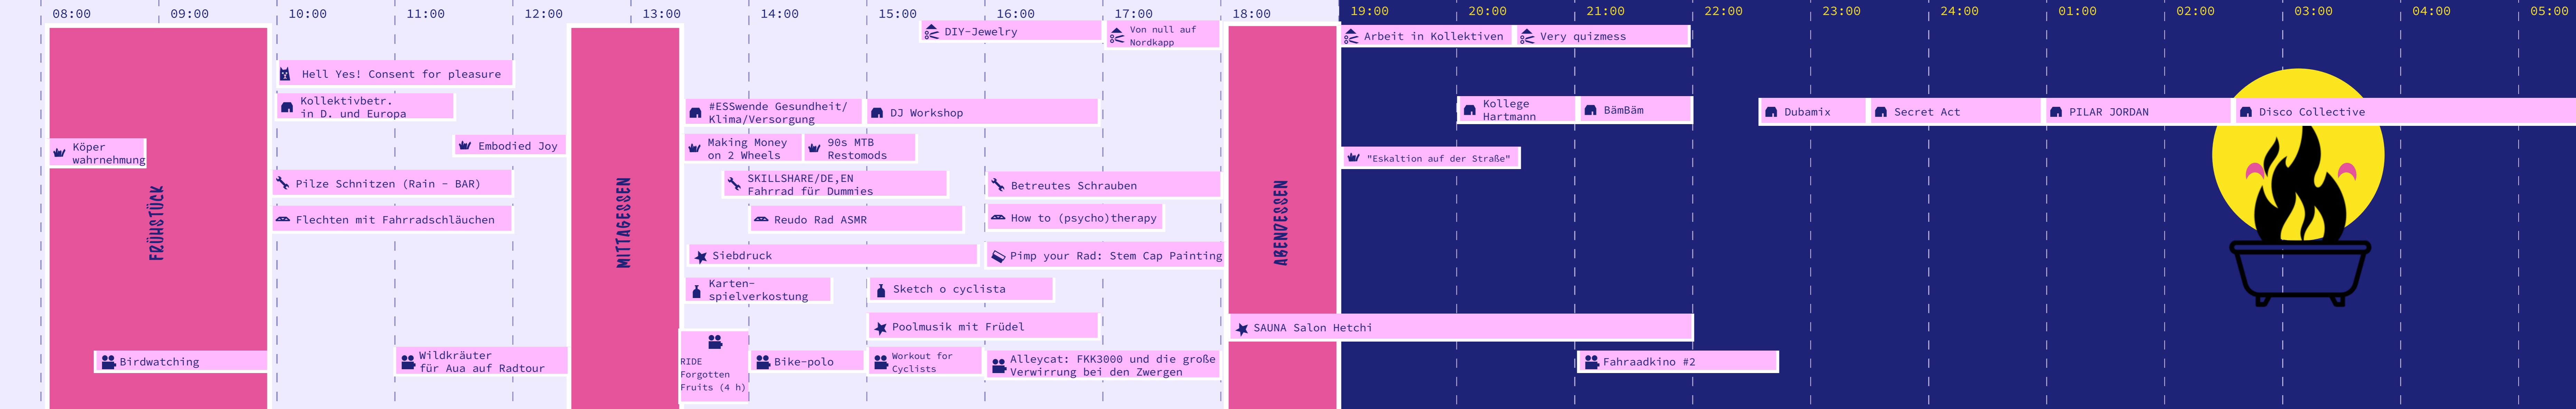 08:00
09:00
10:00
11:00
12:00
13:00
14:00
15:00
16:00
17:00
18:00
19:00
20:00
21:00
22:00
23:00
24:00
01:00
02:00
03:00
04:00
05:00
DIY-Jewelry
Von null auf
Nordkapp
Arbeit in Kollektiven
Very quizmess
Hell Yes! Consent for pleasure
Kollektivbetr.
in D. und Europa
#ESSwende Gesundheit/
Klima/Versorgung
DJ Workshop
Kollege
Hartmann
BämBäm
Dubamix
Secret Act
PILAR JORDAN
Disco Collective
Köper
wahrnehmung
Embodied Joy
Making Money
on 2 Wheels
90s MTB
Restomods
"Eskaltion auf der Straße"
Pilze Schnitzen (Rain - BAR)
SKILLSHARE/DE,EN
Fahrrad für Dummies
Betreutes Schrauben
FRÜHSTÜCK
MITTAGESSEN
ABENDESSEN
Flechten mit Fahrradschläuchen
Reudo Rad ASMR
How to (psycho)therapy
Siebdruck
Pimp your Rad: Stem Cap Painting
Karten-
spielverkostung
Sketch o cyclista
Poolmusik mit Früdel
SAUNA Salon Hetchi
Birdwatching
Wildkräuter
für Aua auf Radtour
RIDE
Forgotten
Fruits (4 h)
Bike-polo
Workout for
Cyclists
Alleycat: FKK3000 und die große
Verwirrung bei den Zwergen
Fahraadkino #2